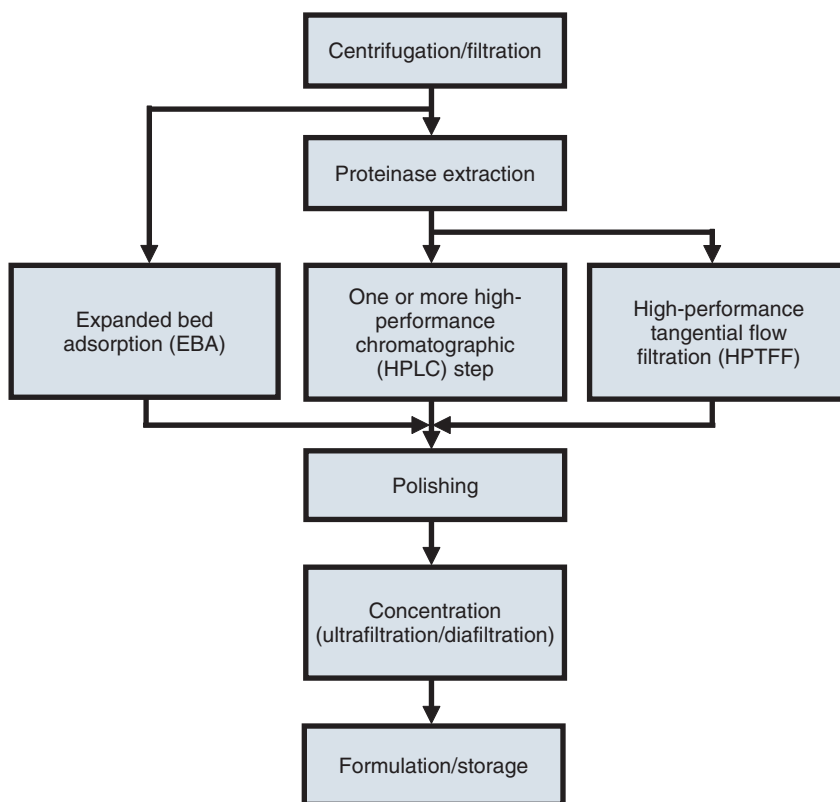 Centrifugation/filtration
Proteinase extraction
Expanded bed
adsorption (EBA)
One or more high-
performance
chromatographic
(HPLC) step
High-performance
tangential flow
filtration (HPTFF)
Polishing
Concentration
(ultrafiltration/diafiltration)
Formulation/storage